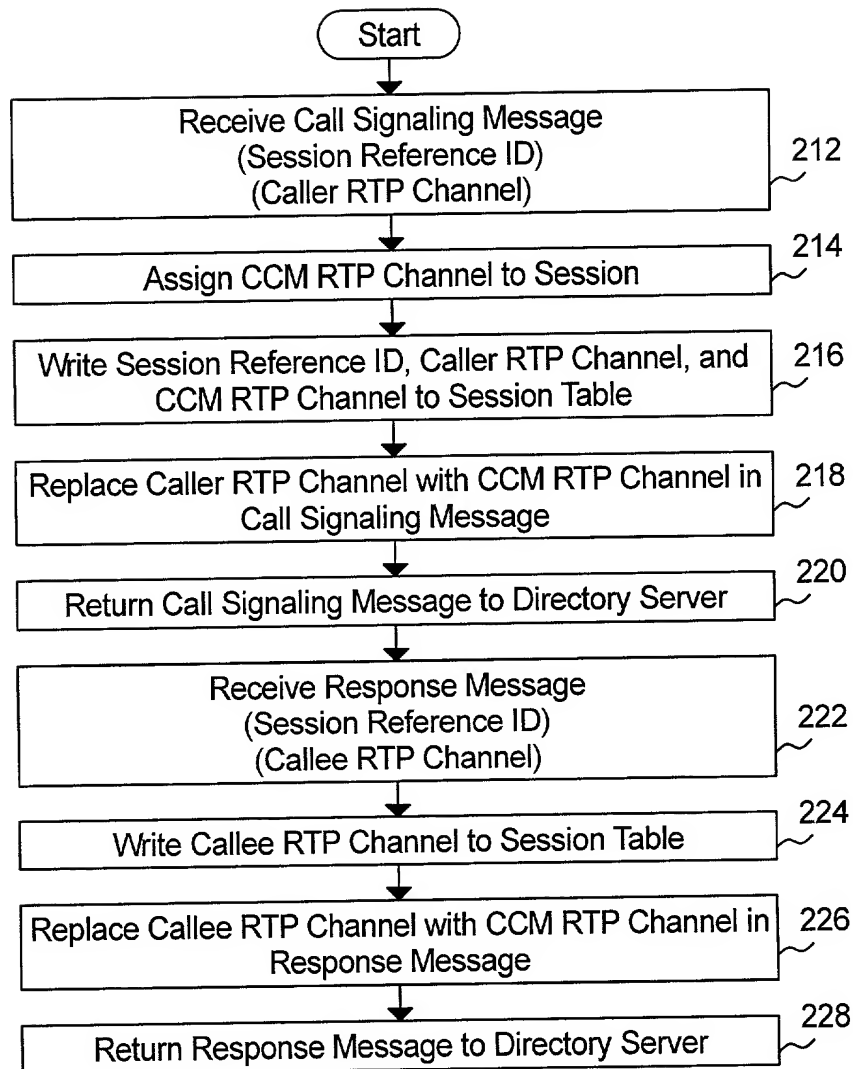 Start
Receive Call Signaling Message
(Session Reference ID)
(Caller RTP Channel)
212
Assign CCM RTP Channel to Session
214
Write Session Reference ID, Caller RTP Channel, and
CCM RTP Channel to Session Table
216
Replace Caller RTP Channel with CCM RTP Channel in
Call Signaling Message
218
Return Call Signaling Message to Directory Server
220
Receive Response Message
(Session Reference ID)
(Callee RTP Channel)
222
Write Callee RTP Channel to Session Table
224
Replace Callee RTP Channel with CCM RTP Channel in
Response Message
226
Return Response Message to Directory Server
228